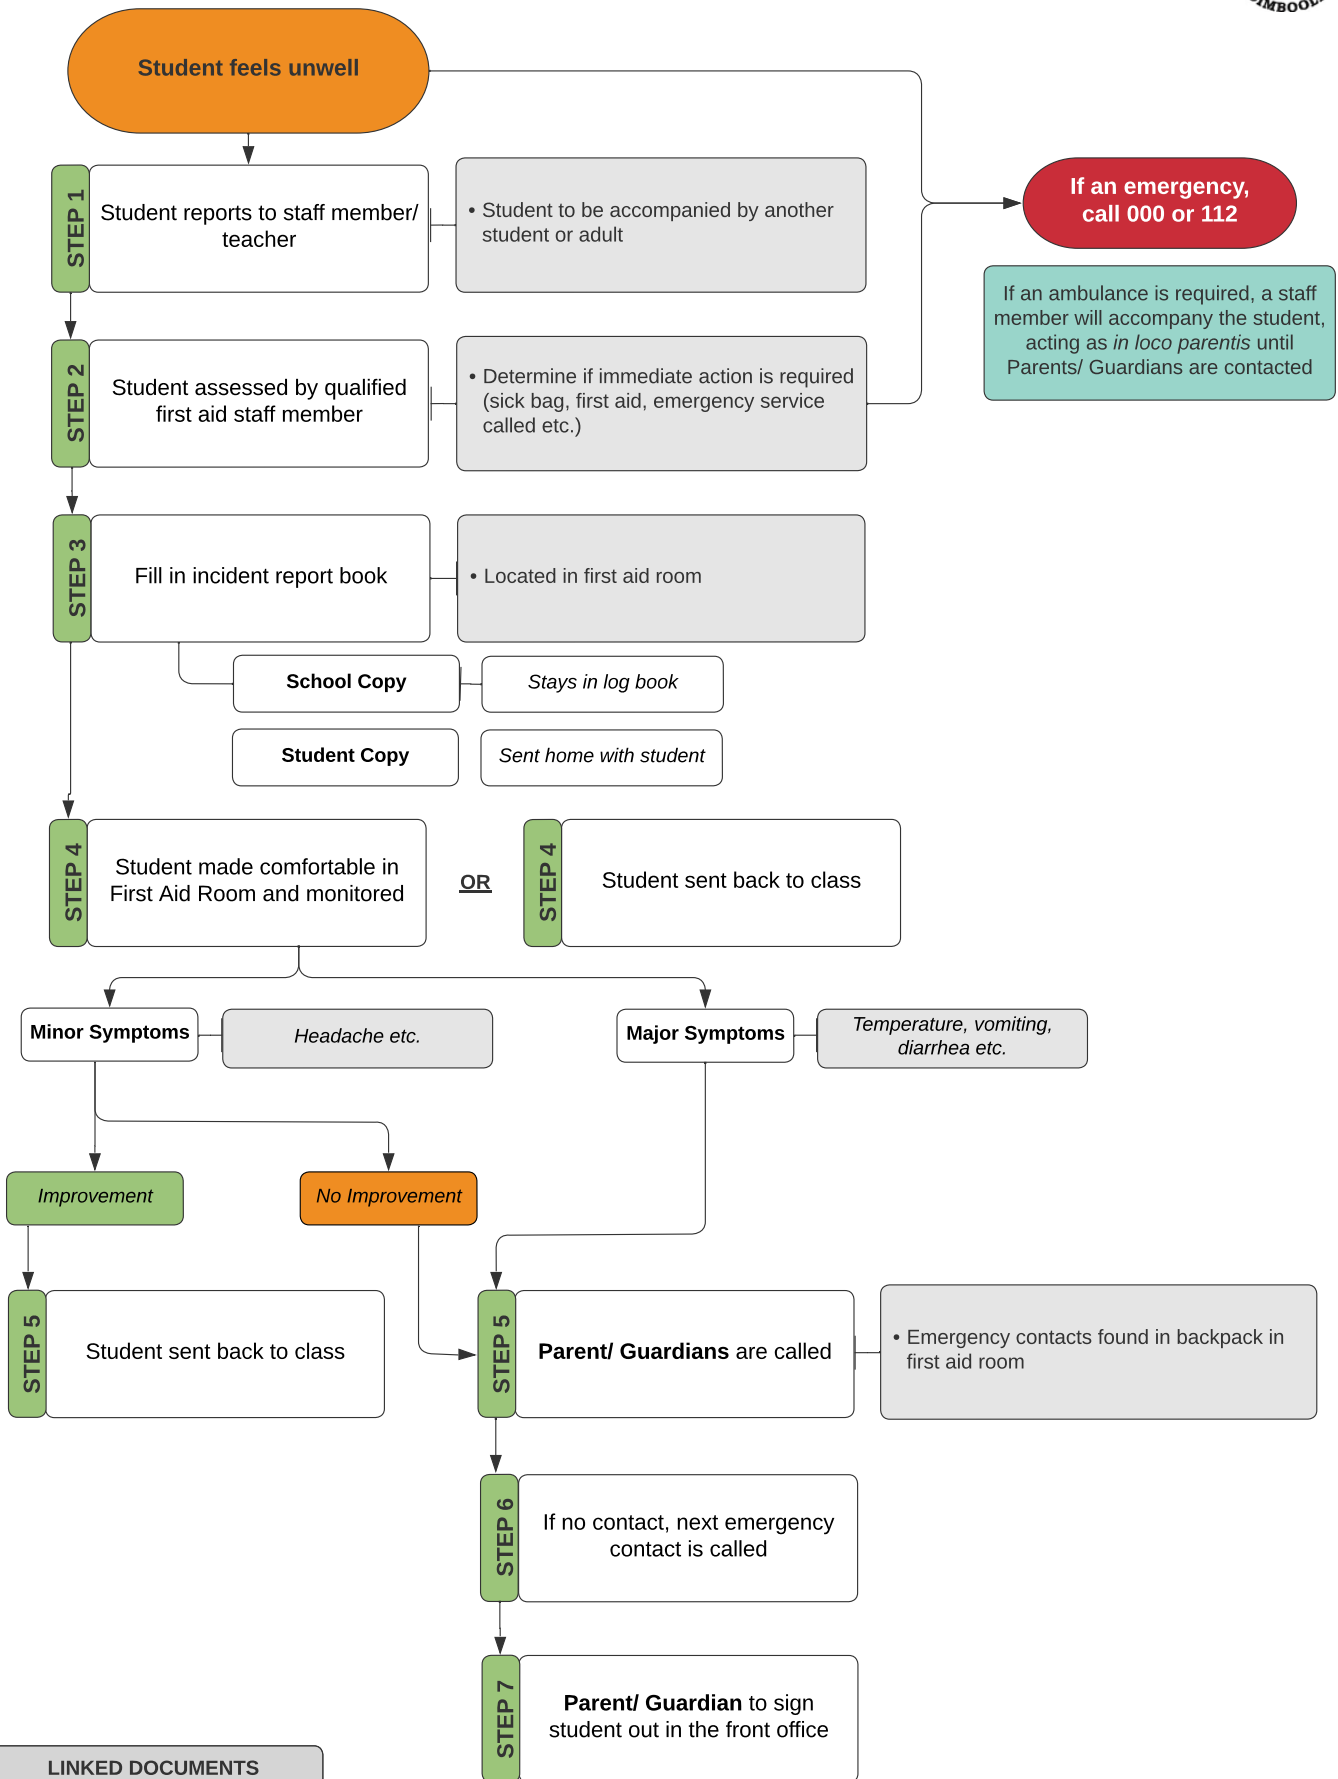 Student feels unwell
If an emergency,
call 000 or 112
If an ambulance is required, a staff
member will accompany the student,
acting as in loco parentis until
Parents/ Guardians are contacted
STEP 1
Student reports to staff member/
teacher
• Student to be accompanied by another
student or adult
STEP 2
Student assessed by qualified
first aid staff member
• Determine if immediate action is required
(sick bag, first aid, emergency service
called etc.)
STEP 3
Fill in incident report book
• Located in first aid room
School Copy
Stays in log book
Student Copy
Sent home with student
STEP 4
Student made comfortable in
First Aid Room and monitored
OR
STEP 4
Student sent back to class
Minor Symptoms
Headache etc.
Major Symptoms
Temperature, vomiting,
diarrhea etc.
Improvement
No Improvement
STEP 5
Student sent back to class
STEP 5
Parent/ Guardians are called
• Emergency contacts found in backpack in
first aid room
STEP 6
If no contact, next emergency
contact is called
STEP 7
Parent/ Guardian to sign
student out in the front office
LINKED DOCUMENTS